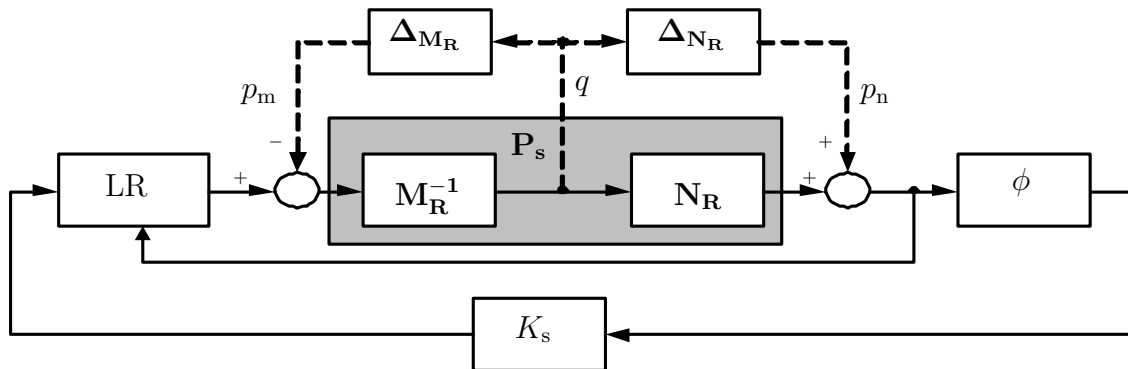 Δ_{M_R} Δ_{N_R}
p_m q p_n
− P_s +
LR + M_R^{-1} N_R + ϕ
K_s